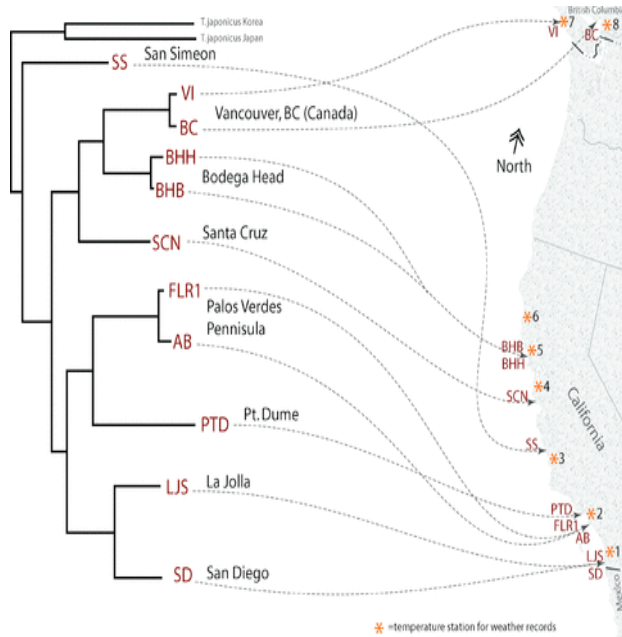 T.japonicus Korea
T.japonicus Japan
SS San Simeon
VI
Vancouver, BC (Canada)
BC
BHH
Bodega Head
BHB
Santa Cruz
SCN
FLR1
Palos Verdes
Pennisula
AB
PTD Pt. Dume
La Jolla
LJS
SD San Diego
British Columbia
VI
*7
BC
*8
North
*6
BHB
*5
BHH
*4
SCN
California
SS
*3
PTD
*2
FLR1
AB
LJS
*1
SD
Mexico
* =temperature station for weather records